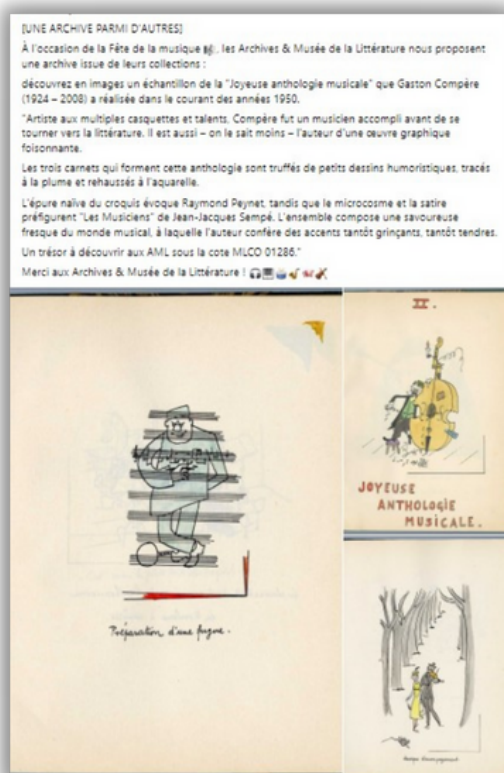 [UNE ARCHIVE PARMI D'AUTRES]
À l'occasion de la Fête de la musique 🎼, les Archives & Musée de la Littérature nous proposent
une archive issue de leurs collections :
découvrez en images un échantillon de la "Joyeuse anthologie musicale" que Gaston Compère
(1924 – 2008) a réalisée dans le courant des années 1950.
"Artiste aux multiples casquettes et talents, Compère fut un musicien accompli avant de se
tourner vers la littérature. Il est aussi – on le sait moins – l'auteur d'une œuvre graphique
foisonnante.
Les trois carnets qui forment cette anthologie sont truffés de petits dessins humoristiques, tracés
à la plume et rehaussés à l'aquarelle.
L'épure naïve du croquis évoque Raymond Peynet, tandis que le microcosme et la satire
préfigurent "Les Musiciens" de Jean-Jacques Sempé. L'ensemble compose une savoureuse
fresque du monde musical, à laquelle l'auteur confère des accents tantôt grinçants, tantôt tendres.
Un trésor à découvrir aux AML sous la cote MLCO 01286."
Merci aux Archives & Musée de la Littérature ! 🎧🎹🥁🎷🎺🎻
Préparation d'une fugue.
II.
JOYEUSE
ANTHOLOGIE
MUSICALE.
Musique d'accompagnement